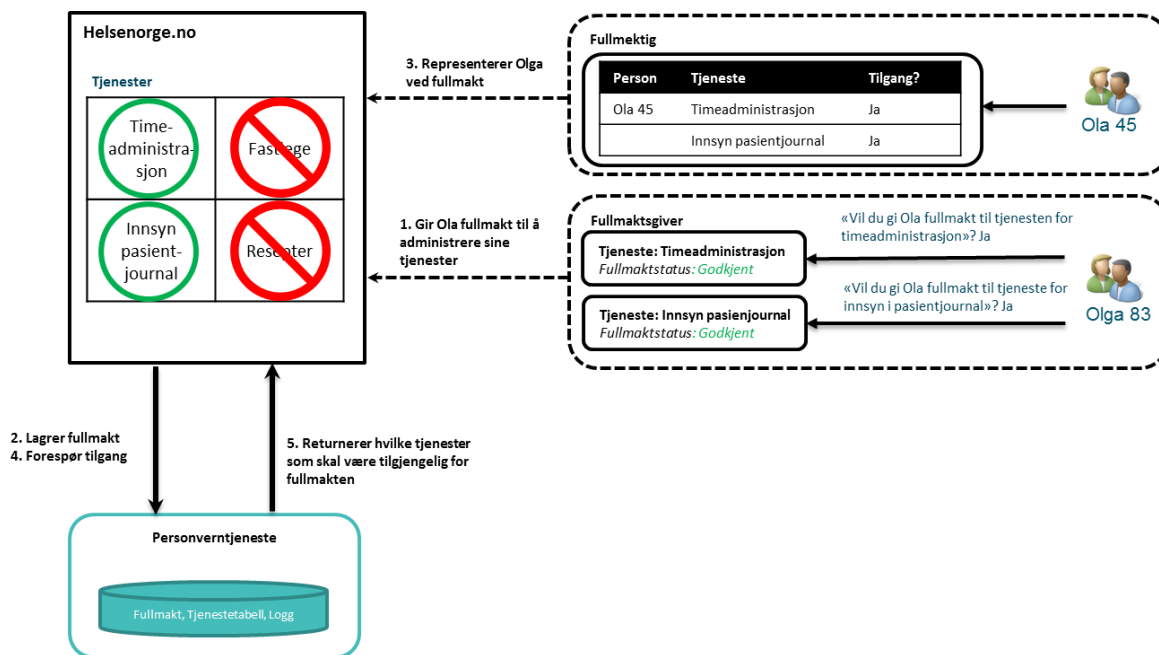 Helsenorge.no
Tjenester
Time-
administra-
sjon
Fastlege
Innsyn
pasient-
journal
Resepter
3. Representerer Olga
ved fullmakt
Fullmektig
Person Tjeneste Tilgang?
Ola 45 Timeadministrasjon Ja
Innsyn pasientjournal Ja
Ola 45
1. Gir Ola fullmakt til å
administrere sine
tjenester
Fullmaktsgiver
Tjeneste: Timeadministrasjon
Fullmaktstatus: Godkjent
Tjeneste: Innsyn pasienjournal
Fullmaktstatus: Godkjent
«Vil du gi Ola fullmakt til tjenesten for
timeadministrasjon»? Ja
«Vil du gi Ola fullmakt til tjeneste for
innsyn i pasientjournal»? Ja
Olga 83
2. Lagrer fullmakt
4. Forespør tilgang
5. Returnerer hvilke tjenester
som skal være tilgjengelig for
fullmakten
Personverntjeneste
Fullmakt, Tjenestetabell, Logg